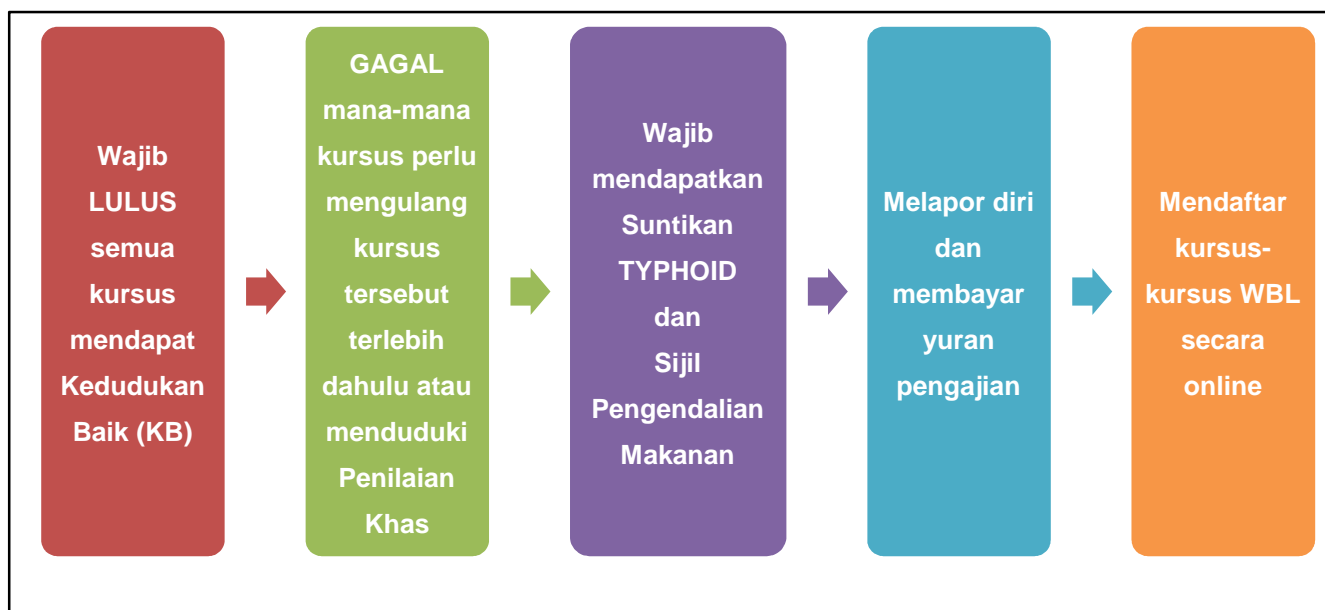 Wajib
LULUS
semua
kursus
mendapat
Kedudukan
Baik (KB)
GAGAL
mana-mana
kursus perlu
mengulang
kursus
tersebut
terlebih
dahulu atau
menduduki
Penilaian
Khas
Wajib
mendapatkan
Suntikan
TYPHOID
dan
Sijil
Pengendalian
Makanan
Melapor diri
dan
membayar
yuran
pengajian
Mendaftar
kursus-
kursus WBL
secara
online